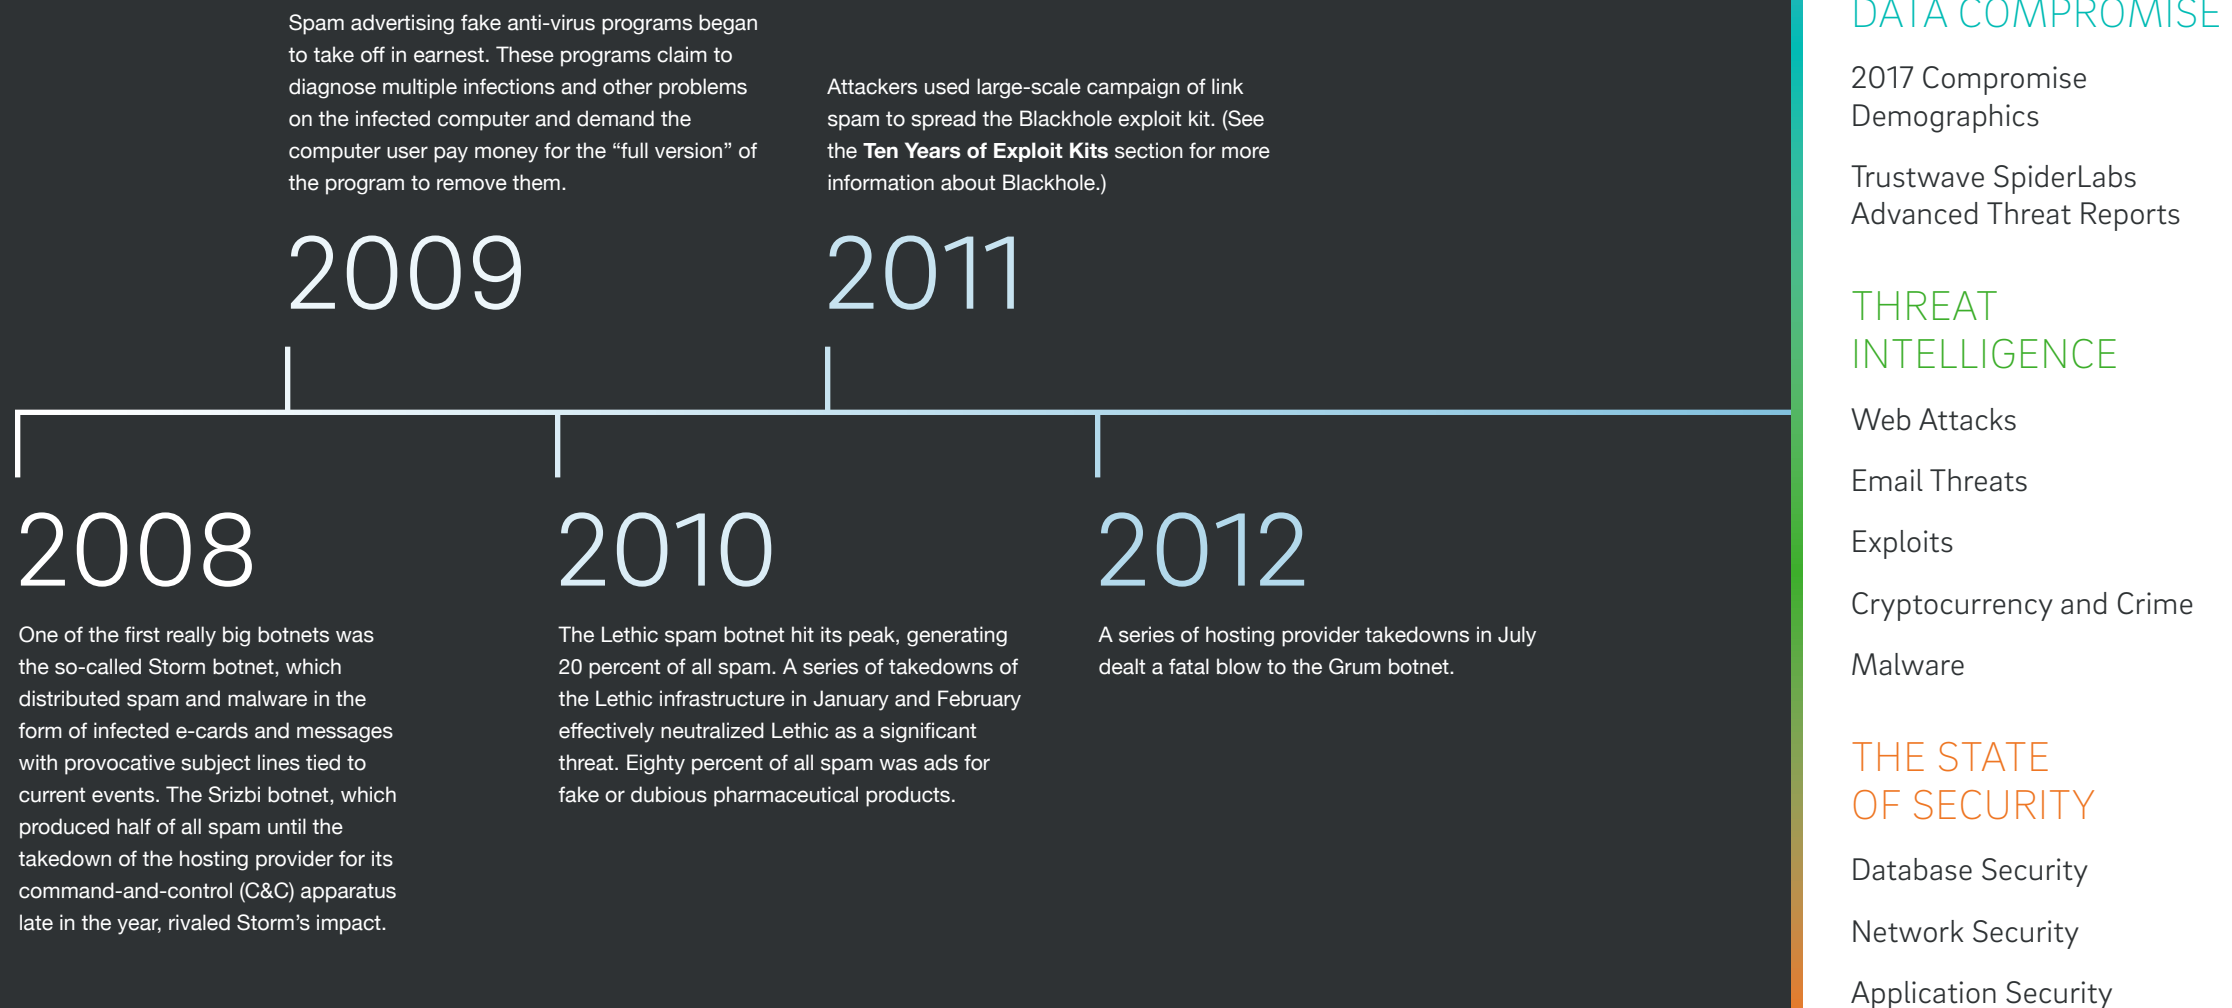 Spam advertising fake anti-virus programs began
to take off in earnest. These programs claim to
diagnose multiple infections and other problems
on the infected computer and demand the
computer user pay money for the “full version” of
the program to remove them.
2009
Attackers used large-scale campaign of link
spam to spread the Blackhole exploit kit. (See
the Ten Years of Exploit Kits section for more
information about Blackhole.)
2011
2008
One of the first really big botnets was
the so-called Storm botnet, which
distributed spam and malware in the
form of infected e-cards and messages
with provocative subject lines tied to
current events. The Srizbi botnet, which
produced half of all spam until the
takedown of the hosting provider for its
command-and-control (C&C) apparatus
late in the year, rivaled Storm’s impact.
2010
The Lethic spam botnet hit its peak, generating
20 percent of all spam. A series of takedowns of
the Lethic infrastructure in January and February
effectively neutralized Lethic as a significant
threat. Eighty percent of all spam was ads for
fake or dubious pharmaceutical products.
2012
A series of hosting provider takedowns in July
dealt a fatal blow to the Grum botnet.
DATA COMPROMISE
2017 Compromise
Demographics
Trustwave SpiderLabs
Advanced Threat Reports
THREAT
INTELLIGENCE
Web Attacks
Email Threats
Exploits
Cryptocurrency and Crime
Malware
THE STATE
OF SECURITY
Database Security
Network Security
Application Security